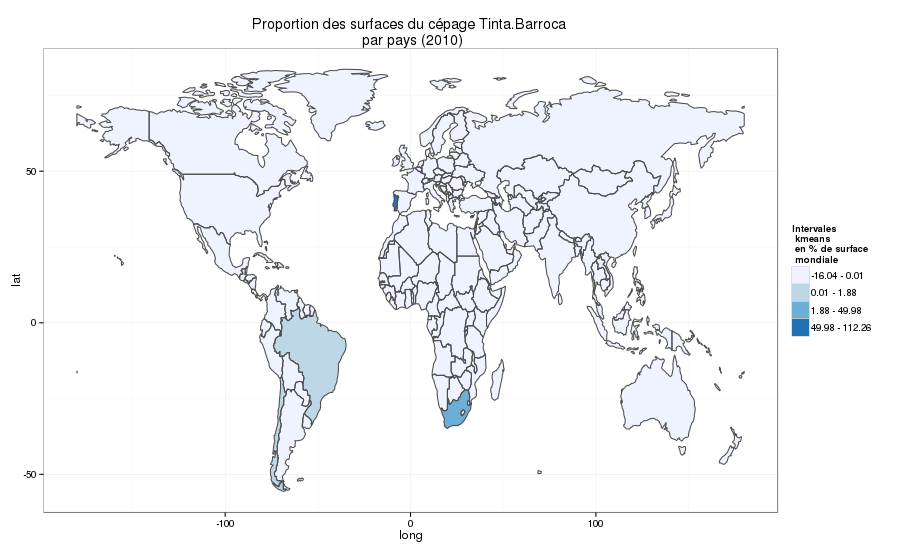 Proportion des surfaces du cépage Tinta.Barroca
par pays (2010)
50
0
-50
lat
-100
0
100
long
Intervales
kmeans
en % de surface
mondiale
-16.04 - 0.01
0.01 - 1.88
1.88 - 49.98
49.98 - 112.26